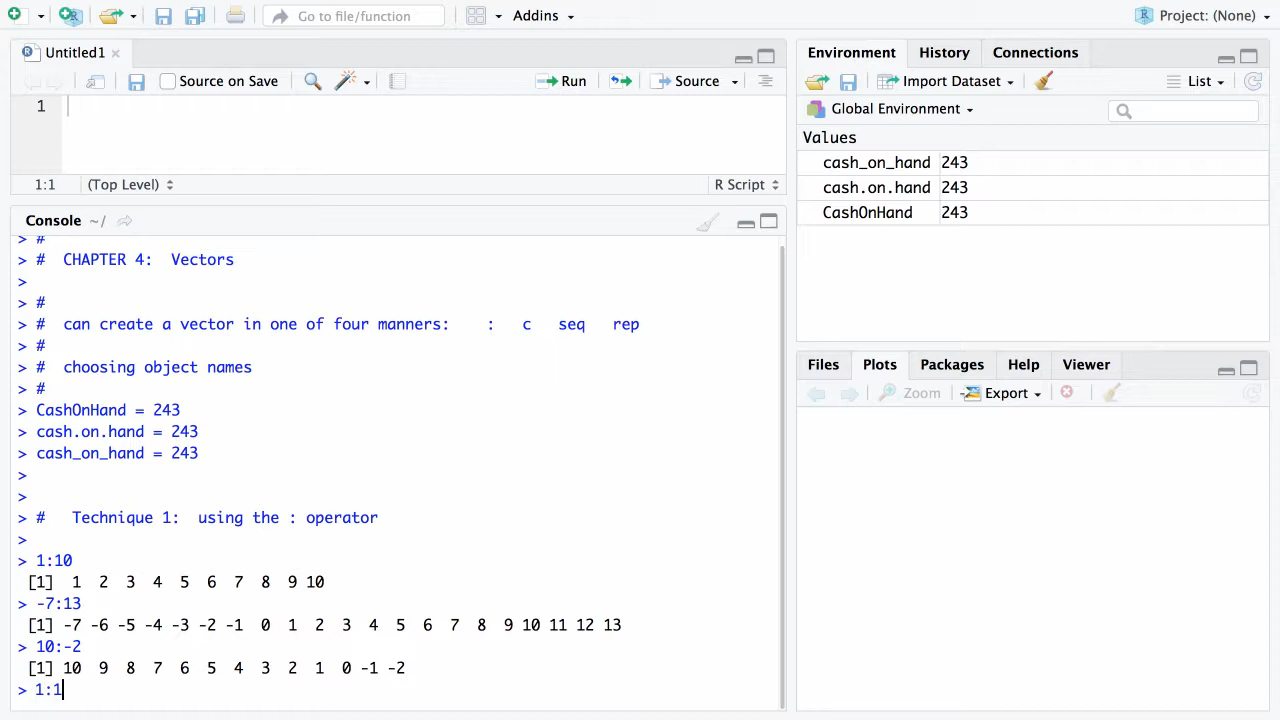 Go to file/function
Addins
Project: (None)
Untitled1
Source on Save
Run
Source
1
1:1
(Top Level)
R Script
Console ~/
> #
> #  CHAPTER 4:  Vectors
>
> #
> #  can create a vector in one of four manners:    :   c   seq   rep
> #
> #  choosing object names
> #
> CashOnHand = 243
> cash.on.hand = 243
> cash_on_hand = 243
>
>
> #   Technique 1:  using the : operator
>
> 1:10
[1]  1  2  3  4  5  6  7  8  9 10
> -7:13
[1] -7 -6 -5 -4 -3 -2 -1  0  1  2  3  4  5  6  7  8  9 10 11 12 13
> 10:-2
[1] 10  9  8  7  6  5  4  3  2  1  0 -1 -2
> 1:1
Environment
History
Connections
Import Dataset
List
Global Environment
Values
cash_on_hand 243
cash.on.hand 243
CashOnHand 243
Files
Plots
Packages
Help
Viewer
Zoom
Export